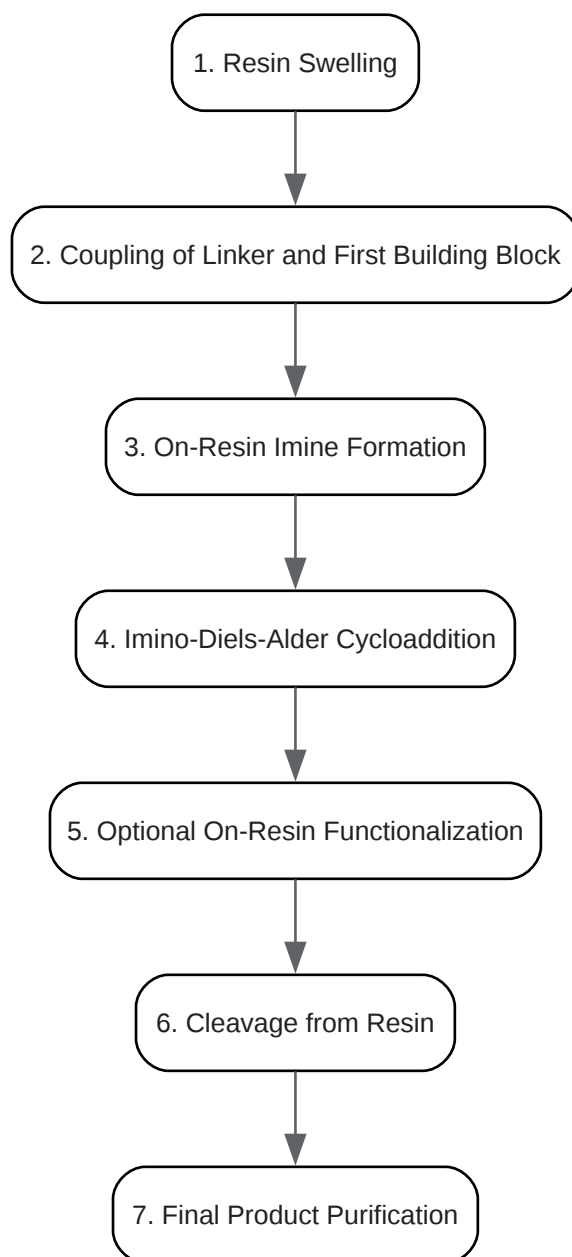 1. Resin Swelling
2. Coupling of Linker and First Building Block
3. On-Resin Imine Formation
4. Imino-Diels-Alder Cycloaddition
5. Optional On-Resin Functionalization
6. Cleavage from Resin
7. Final Product Purification